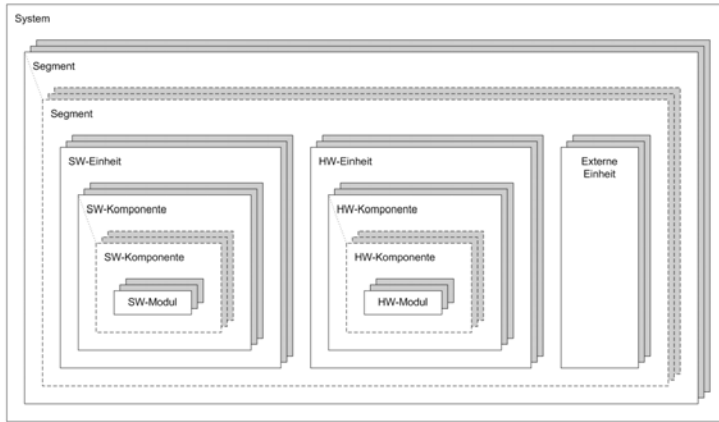 System
Segment
Segment
SW-Einheit
HW-Einheit
Externe
Einheit
SW-Komponente
HW-Komponente
SW-Komponente
HW-Komponente
SW-Modul
HW-Modul